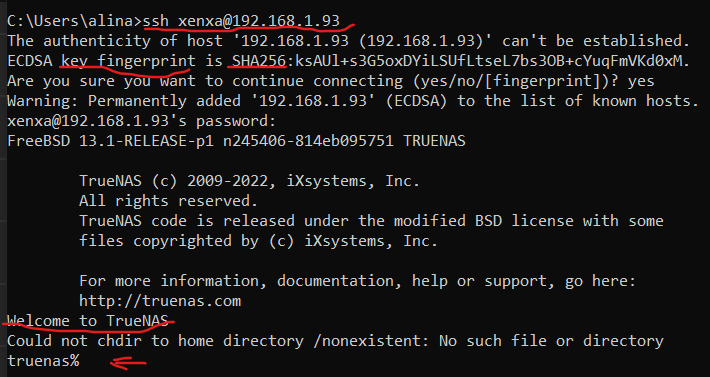 C:\Users\alina>ssh xenxa@192.168.1.93
The authenticity of host '192.168.1.93 (192.168.1.93)' can't be established.
ECDSA key fingerprint is SHA256:ksAUl+s3G5oxDYiLSUfLtseL7bs3OB+cYuqFmVKd0xM.
Are you sure you want to continue connecting (yes/no/[fingerprint])? yes
Warning: Permanently added '192.168.1.93' (ECDSA) to the list of known hosts.
xenxa@192.168.1.93's password:
FreeBSD 13.1-RELEASE-p1 n245406-814eb095751 TRUENAS
TrueNAS (c) 2009-2022, iXsystems, Inc.
All rights reserved.
TrueNAS code is released under the modified BSD license with some
files copyrighted by (c) iXsystems, Inc.
For more information, documentation, help or support, go here:
http://truenas.com
Welcome to TrueNAS
Could not chdir to home directory /nonexistent: No such file or directory
truenas%